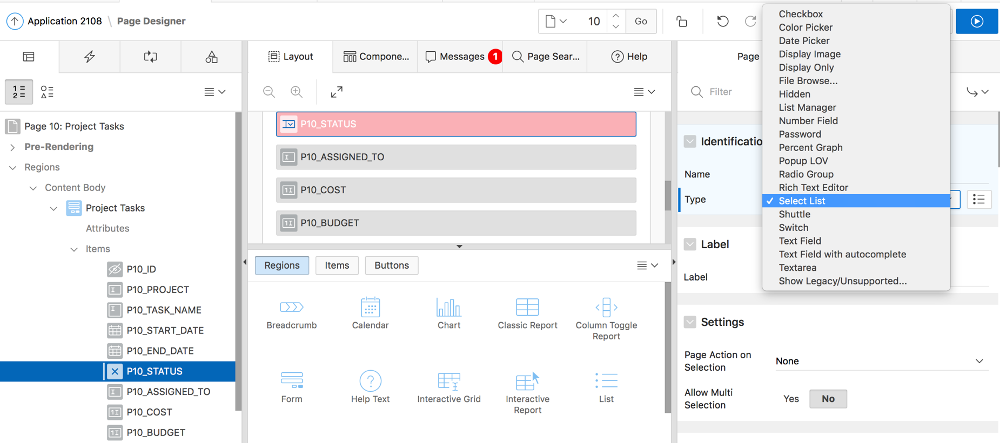 Application 2108 \ Page Designer
10
Go
Layout
Compone...
Messages 1
Page Sear...
Help
Page
1
2
Filter
Page 10: Project Tasks
Pre-Rendering
Regions
Content Body
Project Tasks
Attributes
Items
P10_ID
P10_PROJECT
P10_TASK_NAME
P10_START_DATE
P10_END_DATE
P10_STATUS
P10_ASSIGNED_TO
P10_COST
P10_BUDGET
P10_STATUS
P10_ASSIGNED_TO
P10_COST
P10_BUDGET
Regions
Items
Buttons
Breadcrumb
Calendar
Chart
Classic Report
Column Toggle
Report
Form
Help Text
Interactive Grid
Interactive
Report
List
Identificatio
Name
Type
Checkbox
Color Picker
Date Picker
Display Image
Display Only
File Browse...
Hidden
List Manager
Number Field
Password
Percent Graph
Popup LOV
Radio Group
Rich Text Editor
✓ Select List
Shuttle
Switch
Text Field
Text Field with autocomplete
Textarea
Show Legacy/Unsupported...
Label
Label
Settings
Page Action on
Selection
None
Allow Multi
Selection
Yes
No